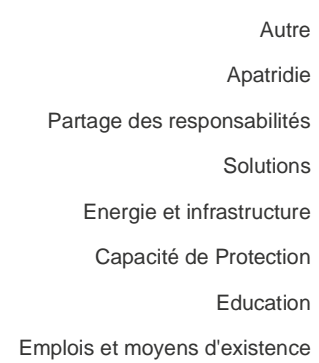 Autre
Apatridie
Partage des responsabilités
Solutions
Energie et infrastructure
Capacité de Protection
Education
Emplois et moyens d'existence